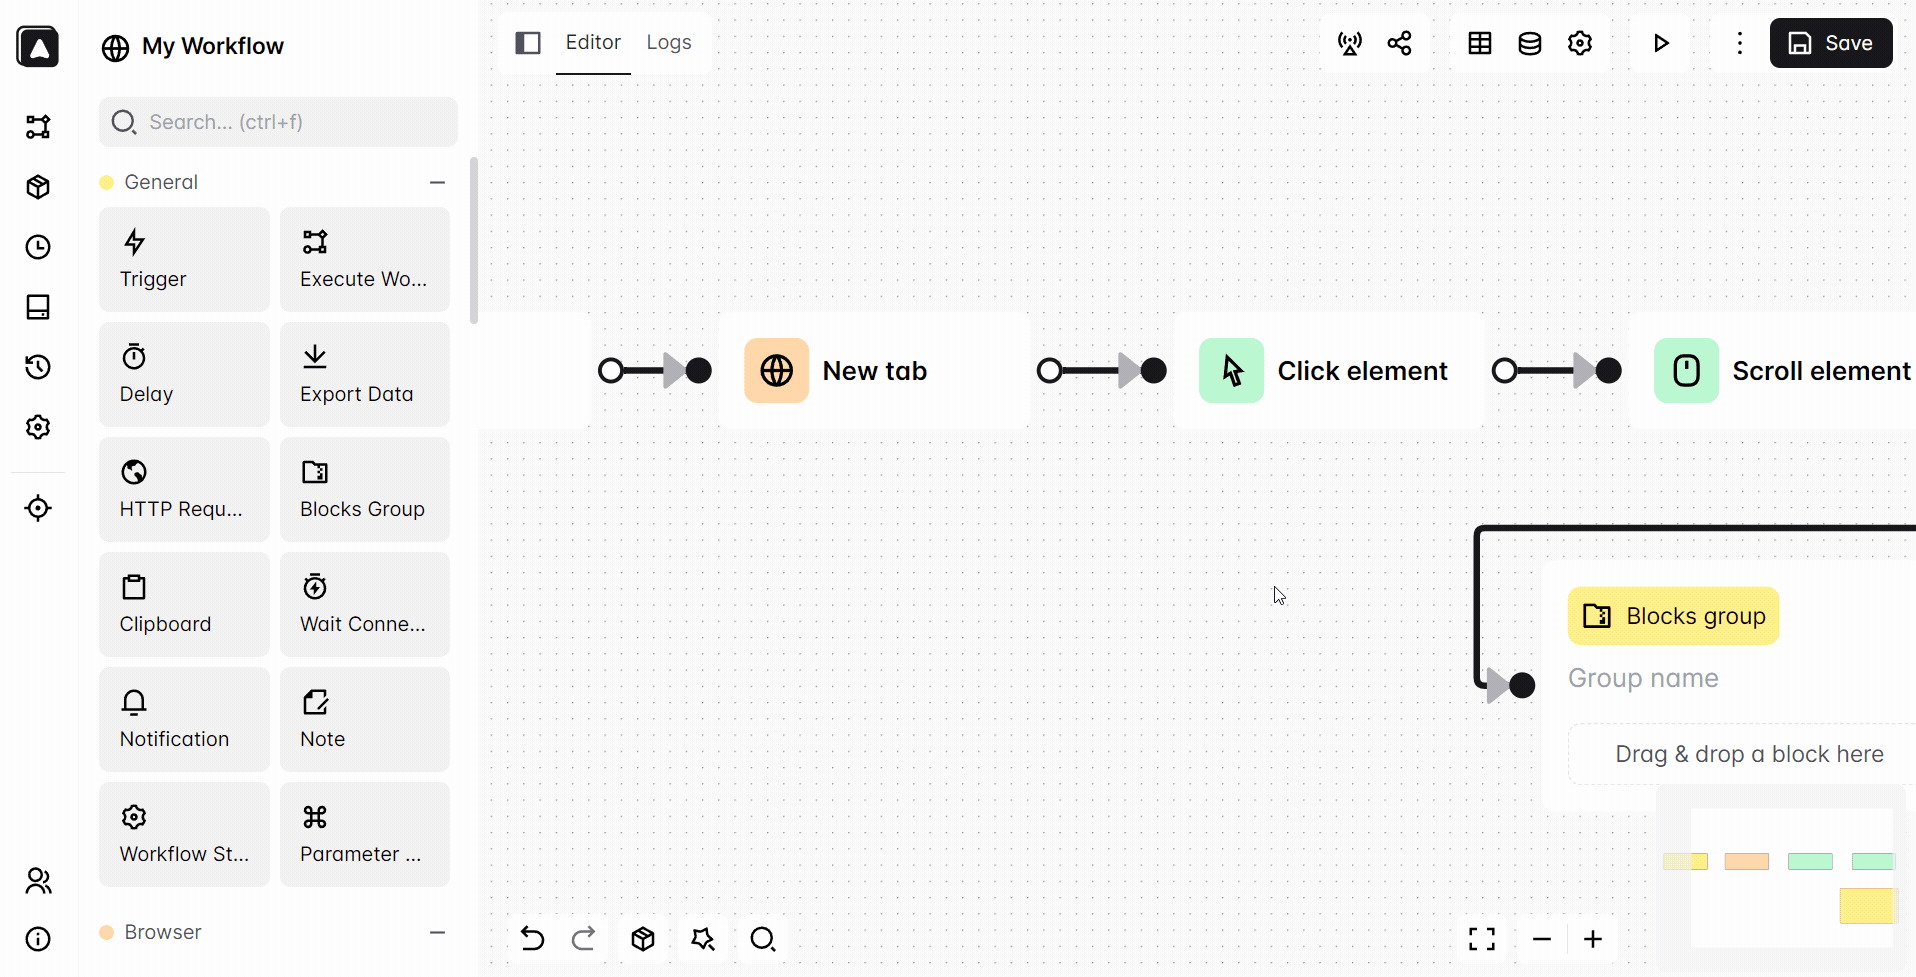 My Workflow
Editor
Logs
Save
Search... (ctrl+f)
General
Trigger
Execute Wo...
Delay
Export Data
HTTP Requ...
Blocks Group
Clipboard
Wait Conne...
Notification
Note
Workflow St...
Parameter ...
Browser
New tab
Click element
Scroll element
Blocks group
Group name
Drag & drop a block here